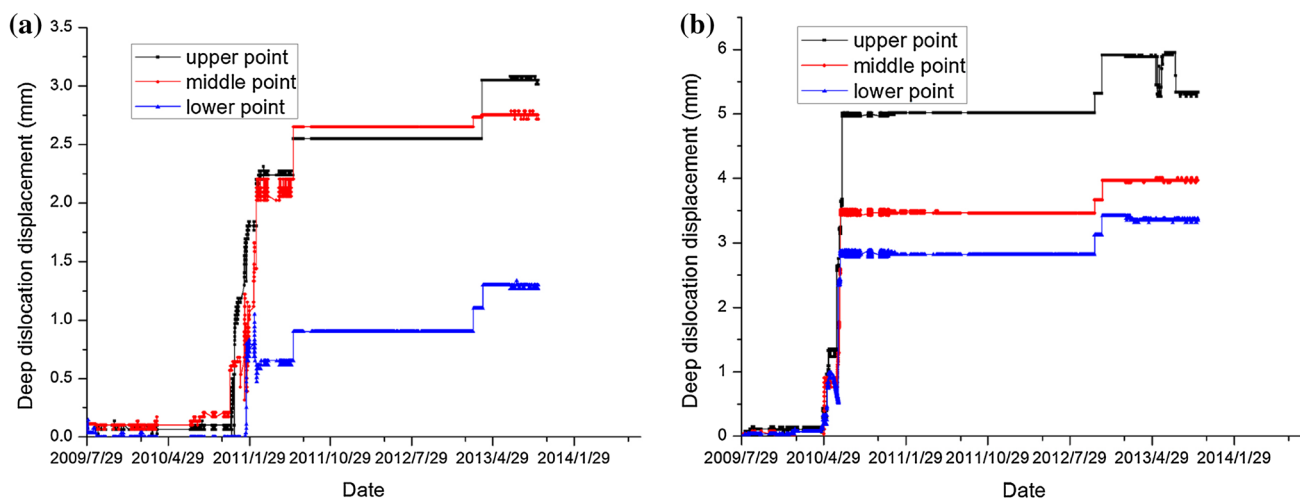 (a)
Deep dislocation displacement (mm)
3.5
3.0
2.5
2.0
1.5
1.0
0.5
0.0
upper point
middle point
lower point
2009/7/29 2010/4/29 2011/1/29 2011/10/29 2012/7/29 2013/4/29 2014/1/29
Date
(b)
Deep dislocation displacement (mm)
6
5
4
3
2
1
0
upper point
middle point
lower point
2009/7/29 2010/4/29 2011/1/29 2011/10/29 2012/7/29 2013/4/29 2014/1/29
Date